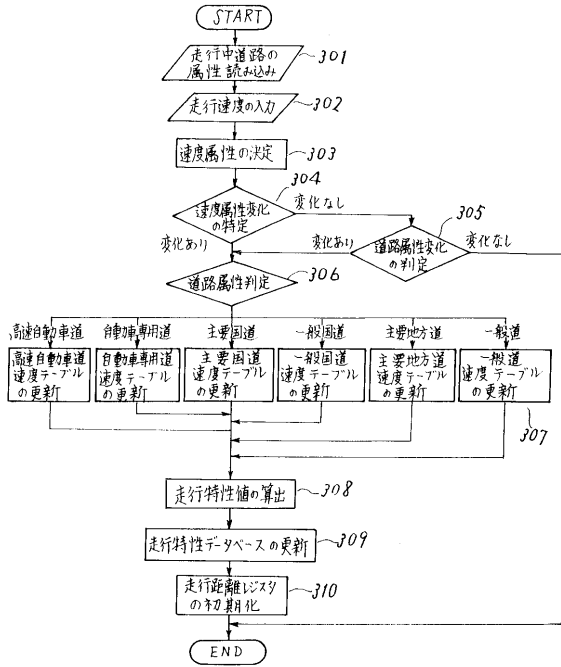 START
走行中道路の
属性読み込み
301
走行速度の入力
302
速度属性の決定
303
304
速度属性変化
の特定
変化なし
305
変化あり
変化あり
道路属性変化
の判定
変化なし
道路属性判定
306
高速自動車道
自動車専用道
主要国道
一般国道
主要地方道
一般道
高速自動車道
速度テーブル
の更新
自動車専用道
速度テーブル
の更新
主要国道
速度テーブル
の更新
一般国道
速度テーブル
の更新
主要地方道
速度テーブル
の更新
一般道
速度テーブル
の更新
307
走行特性値の算出
308
走行特性データベースの更新
309
走行距離レジスタ
の初期化
310
END